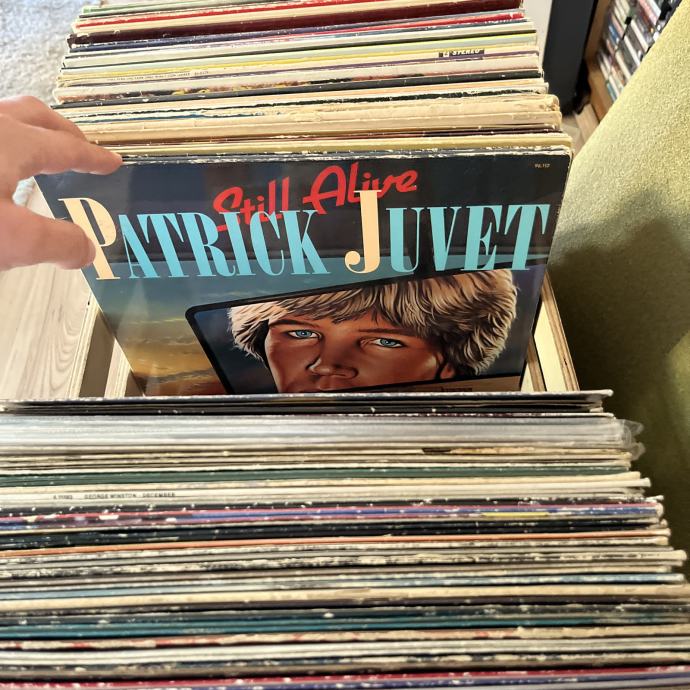 STEREO
Still Alive
PATRICK JUVET
GEORGE WINSTON DECEMBER